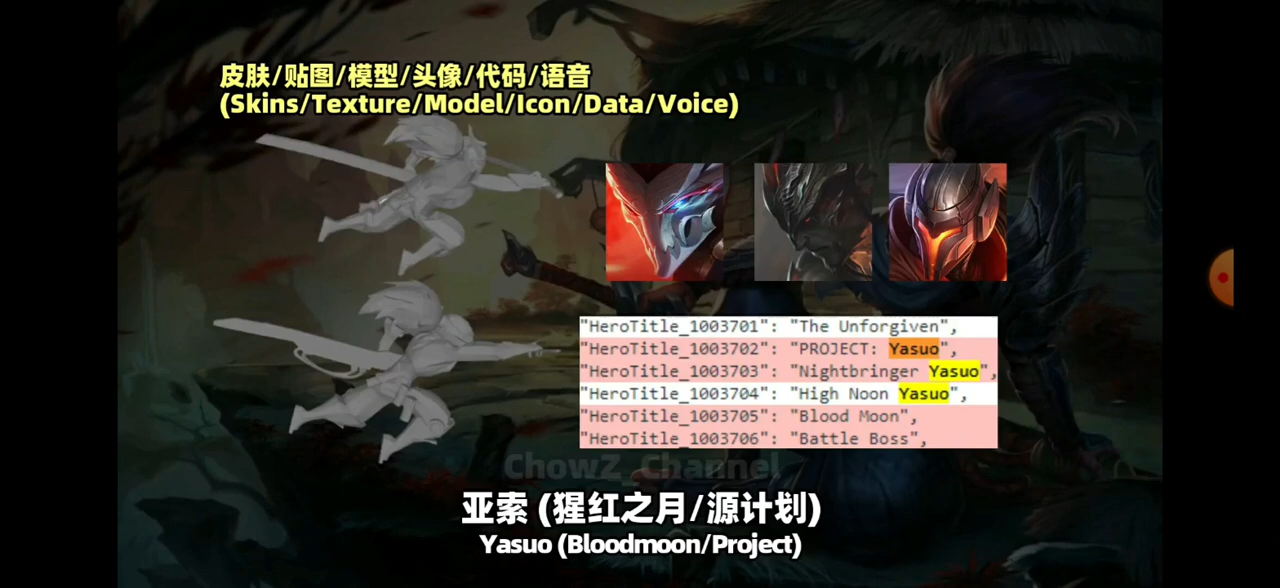 皮肤/贴图/模型/头像/代码/语音
(Skins/Texture/Model/Icon/Data/Voice)
"HeroTitle_1003701": "The Unforgiven",
"HeroTitle_1003702": "PROJECT: Yasuo",
"HeroTitle_1003703": "Nightbringer Yasuo",
"HeroTitle_1003704": "High Noon Yasuo",
"HeroTitle_1003705": "Blood Moon",
"HeroTitle_1003706": "Battle Boss",
ChowZ_Channel
亚索 (猩红之月/源计划)
Yasuo (Bloodmoon/Project)